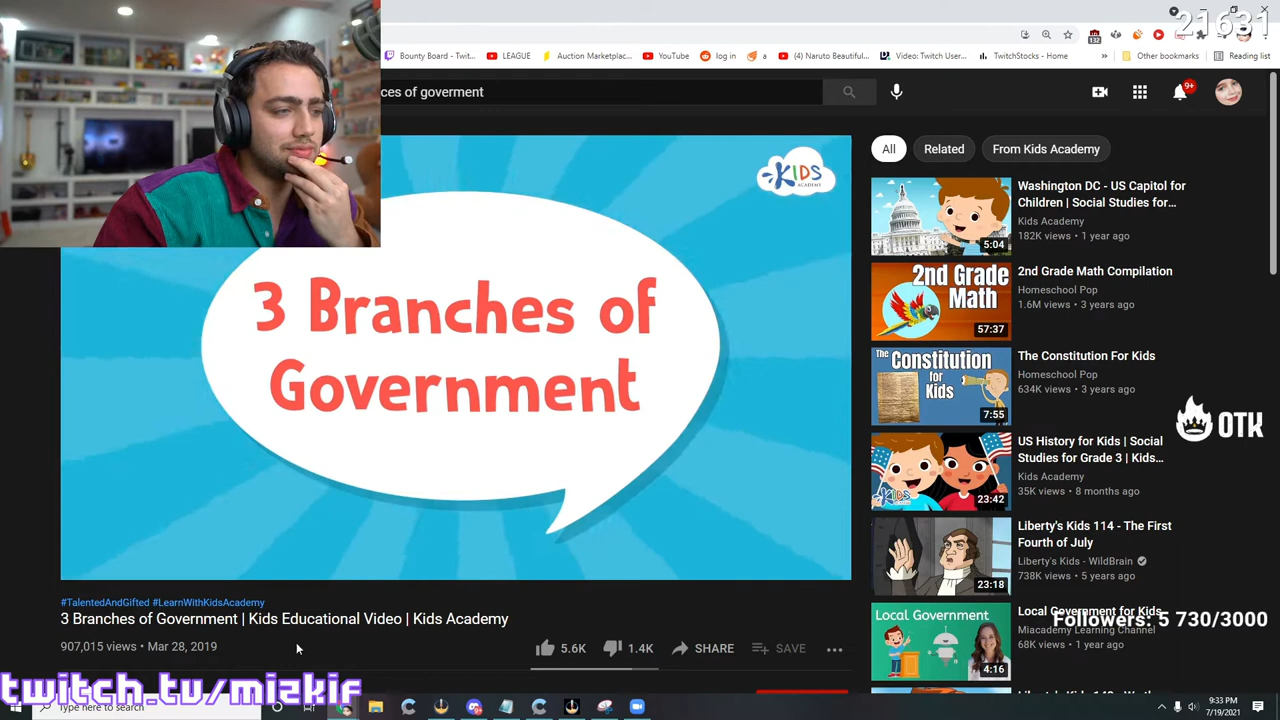 21631
132
Bounty Board - Twit...
LEAGUE
Auction Marketplac...
YouTube
log in
a
(4) Naruto Beautiful...
Video: Twitch User...
TwitchStocks - Home
»
Other bookmarks
Reading list
ces of goverment
9+
KIDS
ACADEMY
3 Branches of
Government
All
Related
From Kids Academy
Washington DC - US Capitol for
Children | Social Studies for...
Kids Academy
182K views • 1 year ago
5:04
2nd Grade
Math
57:37
2nd Grade Math Compilation
Homeschool Pop
1.6M views • 3 years ago
The
Constitution
for
Kids
7:55
The Constitution For Kids
Homeschool Pop
634K views • 3 years ago
OTK
KIDS
23:42
US History for Kids | Social
Studies for Grade 3 | Kids...
Kids Academy
35K views • 8 months ago
23:18
Liberty's Kids 114 - The First
Fourth of July
Liberty's Kids - WildBrain
738K views • 5 years ago
Local Government
4:16
Local Government for Kids
Miacademy Learning Channel
68K views • 1 year ago
Followers: 5 730/3000
#TalentedAndGifted #LearnWithKidsAcademy
3 Branches of Government | Kids Educational Video | Kids Academy
907,015 views • Mar 28, 2019
5.6K
1.4K
SHARE
SAVE
twitch.tv/mizkif
Type here to search
9:33 PM
7/19/2021